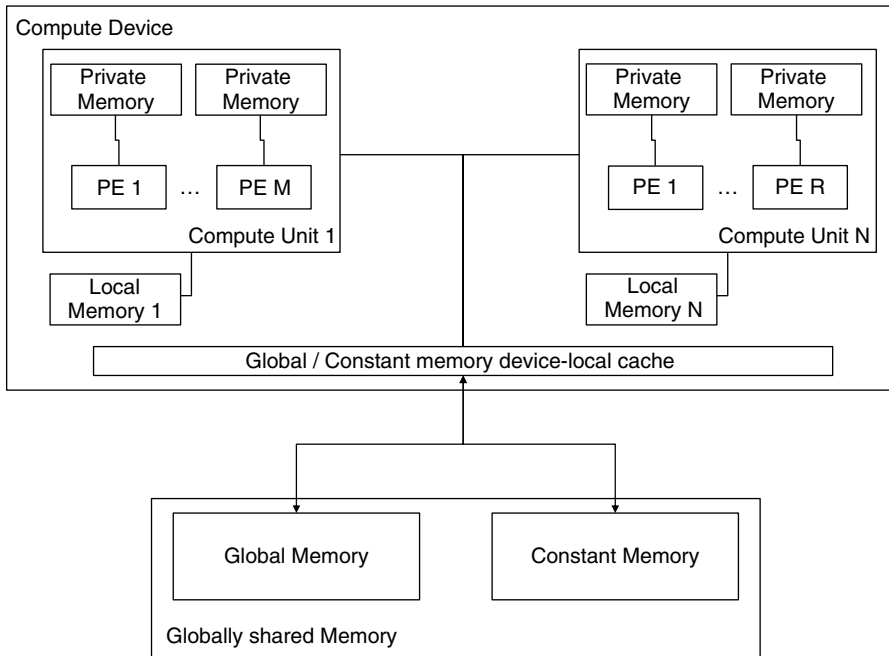 Compute Device
Private
Memory
Private
Memory
PE 1
...
PE M
Compute Unit 1
Local
Memory 1
Private
Memory
Private
Memory
PE 1
...
PE R
Compute Unit N
Local
Memory N
Global / Constant memory device-local cache
Global Memory
Constant Memory
Globally shared Memory